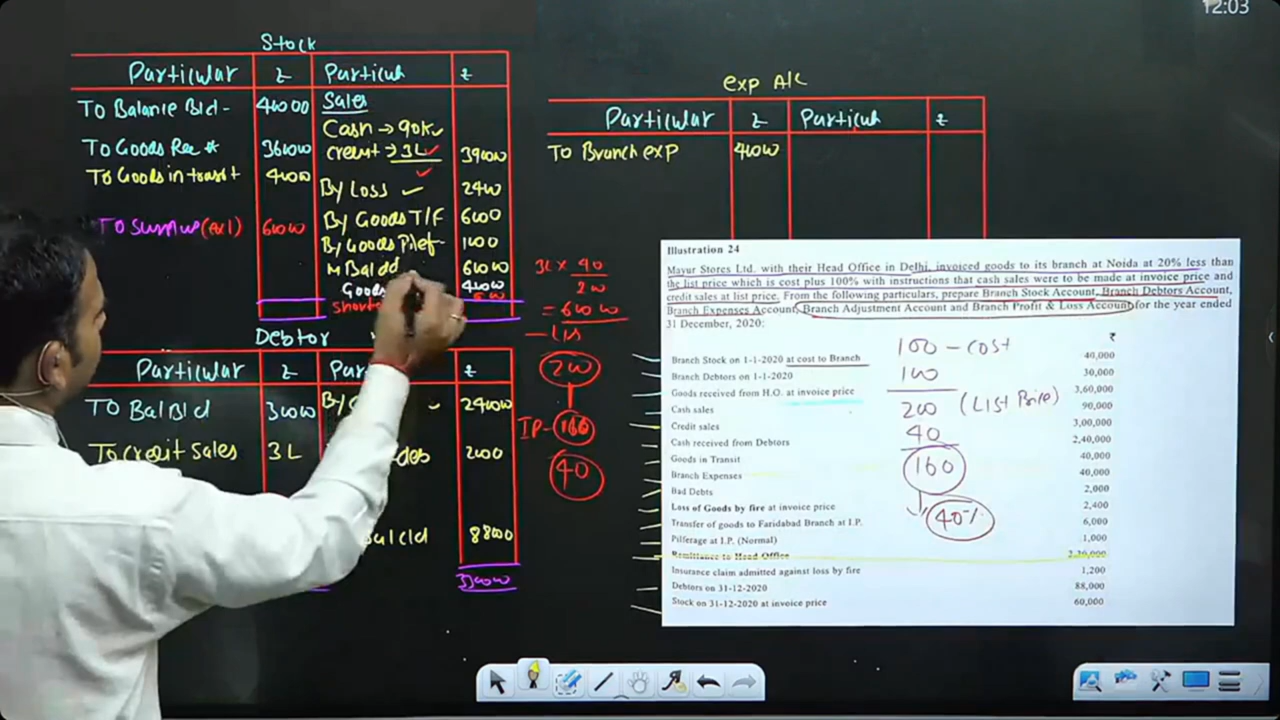 12:03
Stock
Particular ₹ Particular ₹
To Balance Bld - 40000 Sales
Cash → 90k
To Goods Rec 360000 credit → 3L 390000
To Goods in transit 40000
By Loss 2400
To Surplus (ex1) 60000 By Goods T/F 6000
By Goods Pilef 1000
Bal 60000
Goods 40000
exp A/c
Particular ₹ Particular ₹
To Branch exp 40000
3L × 40
200
= 60000
200
IP - 160
40
Debtor
₹ ₹
To Bal Bld 30000 By 240000
To credit Sales 3L 2000
Bal c/d 88000
330000
Illustration 24
Mayur Stores Ltd. with their Head Office in Delhi, invoiced goods to its branch at Noida at 20% less than
the list price which is cost plus 100% with instructions that cash sales were to be made at invoice price and
credit sales at list price. From the following particulars, prepare Branch Stock Account, Branch Debtors Account,
Branch Expenses Account, Branch Adjustment Account and Branch Profit & Loss Account for the year ended
31 December, 2020:
₹
Branch Stock on 1-1-2020 at cost to Branch 40,000
Branch Debtors on 1-1-2020 30,000
Goods received from H.O. at invoice price 3,60,000
Cash sales 90,000
Credit sales 3,00,000
Cash received from Debtors 2,40,000
Goods in Transit 40,000
Branch Expenses 40,000
Bad Debts 2,000
Loss of Goods by fire at invoice price 2,400
Transfer of goods to Faridabad Branch at I.P. 6,000
Pilferage at I.P. (Normal) 1,000
Remittance to Head Office 2,20,000
Insurance claim admitted against loss by fire 1,200
Debtors on 31-12-2020 88,000
Stock on 31-12-2020 at invoice price 60,000
100 - COST
100
200 (List Price)
40
160
40%